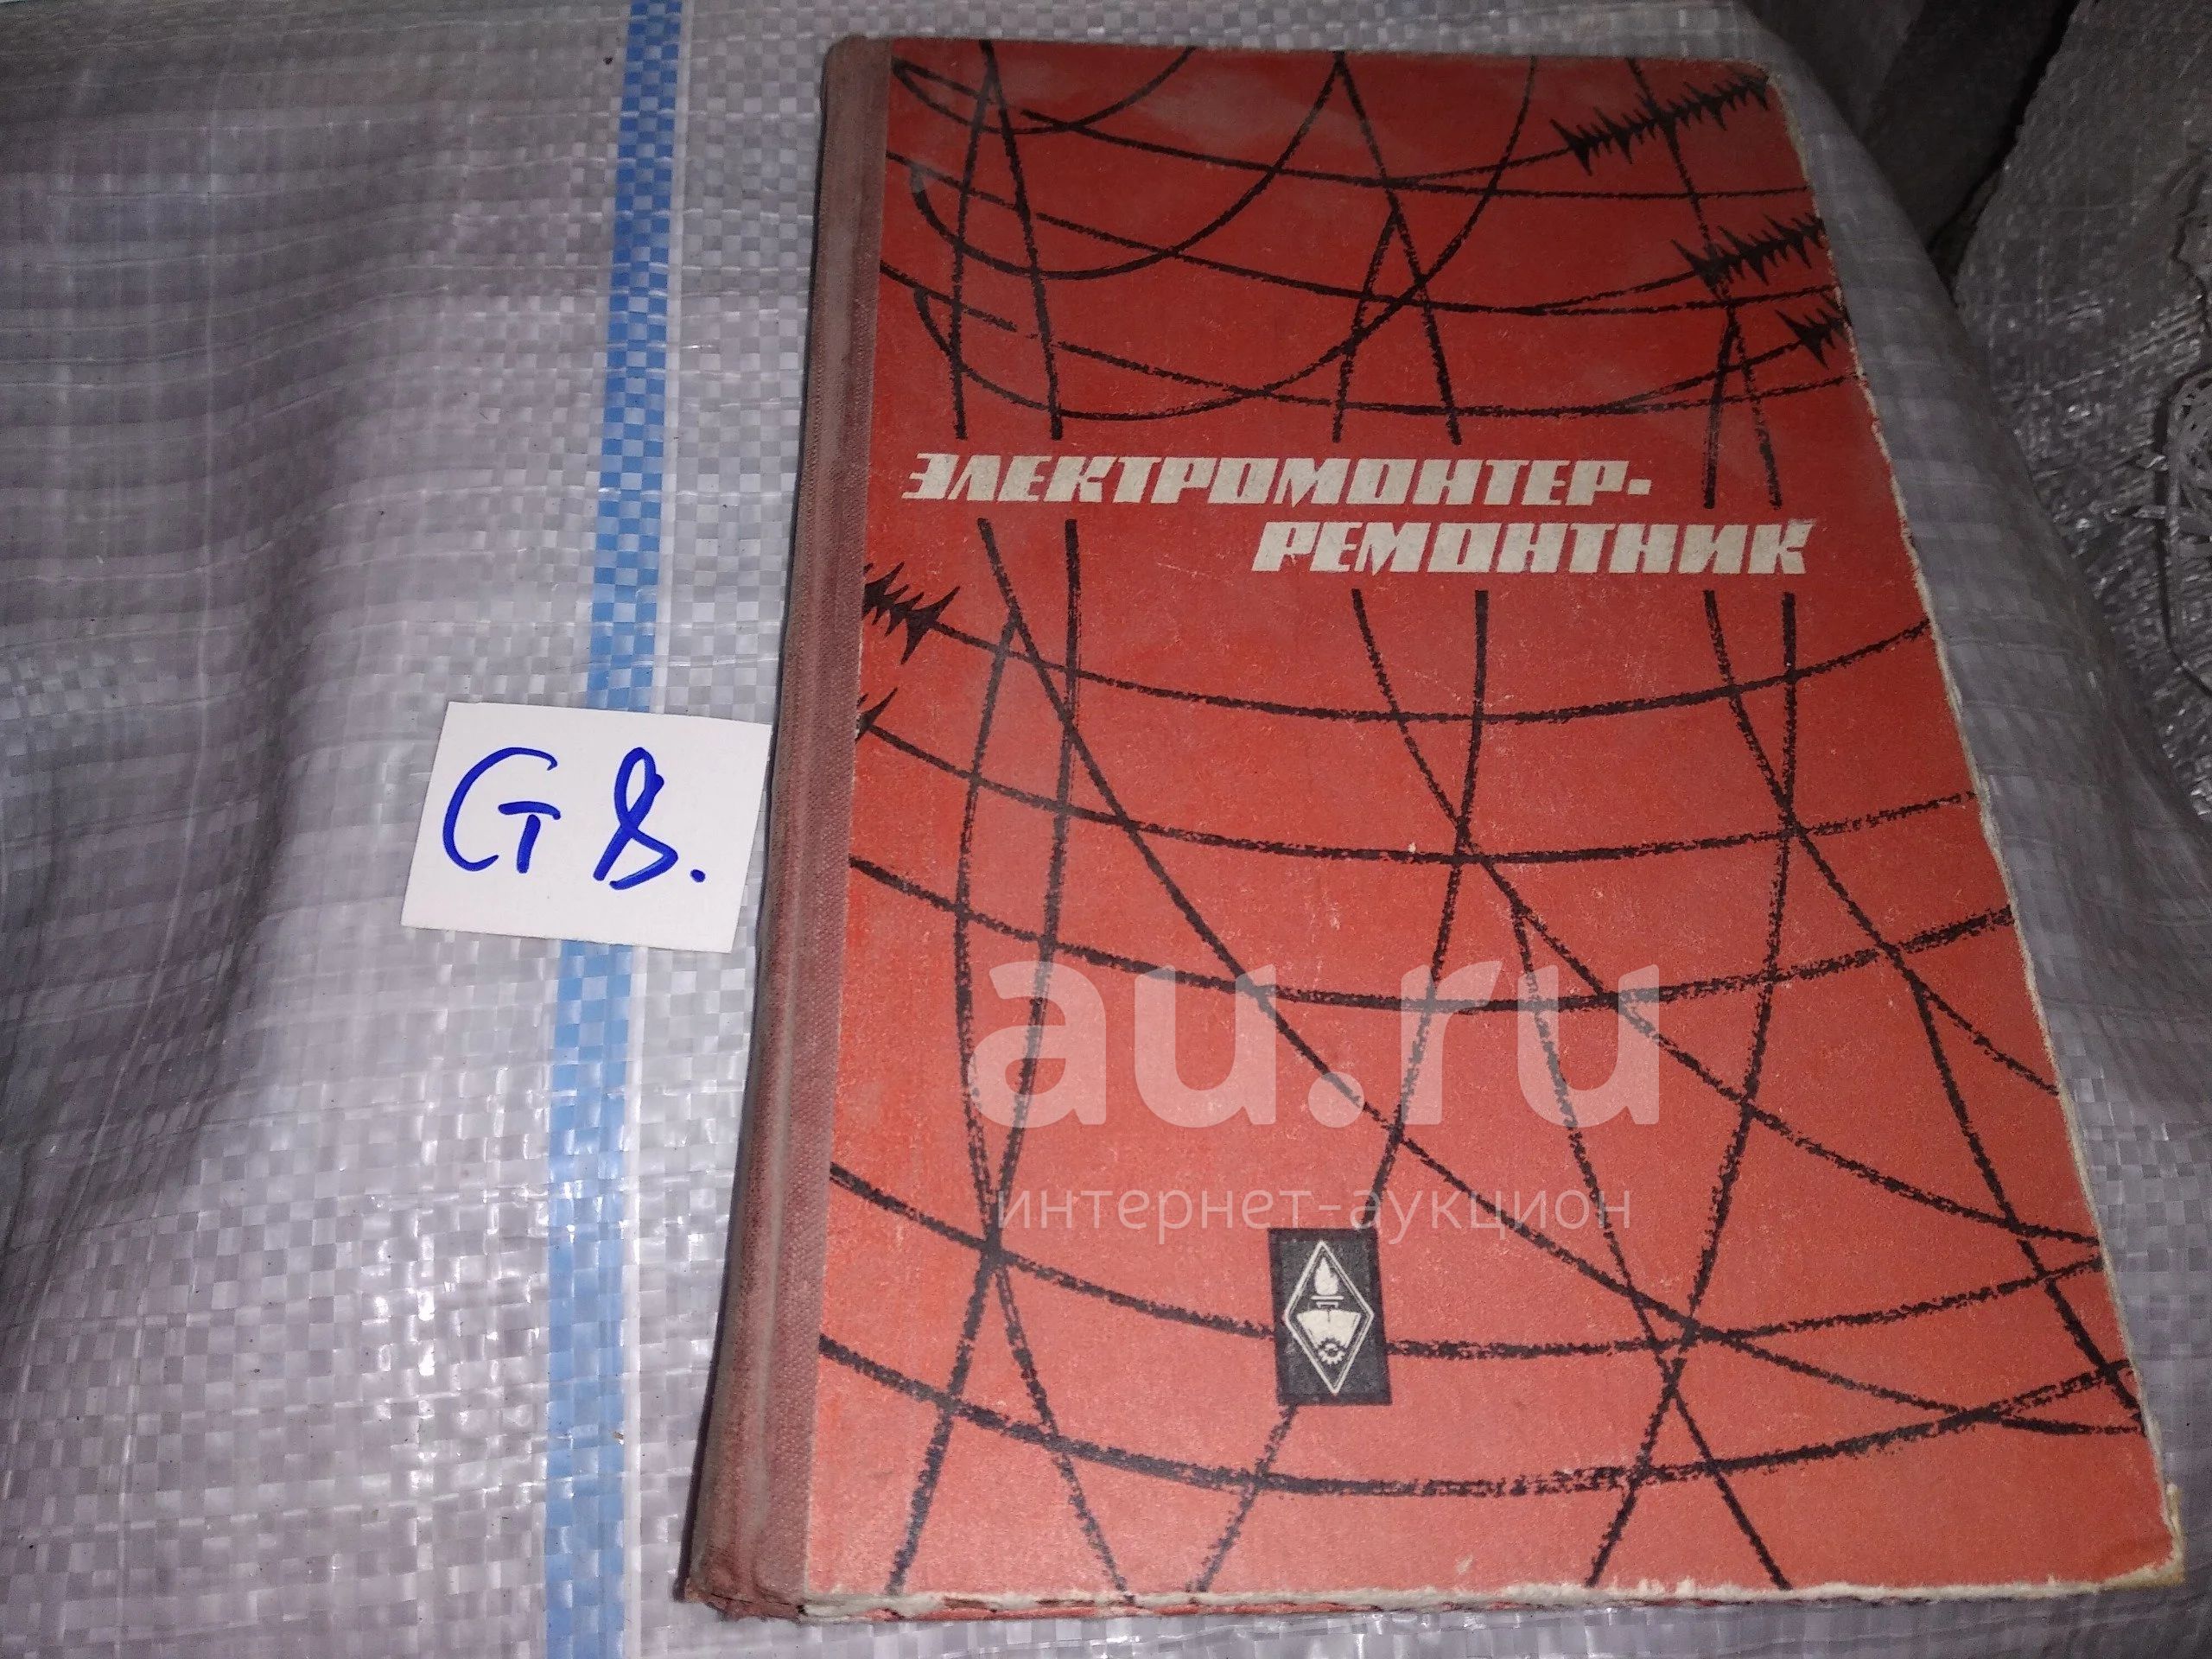 ЭЛЕКТРОМОНТЕР-
РЕМОНТНИК
Ст 8.
au.ru
интернет-аукцион